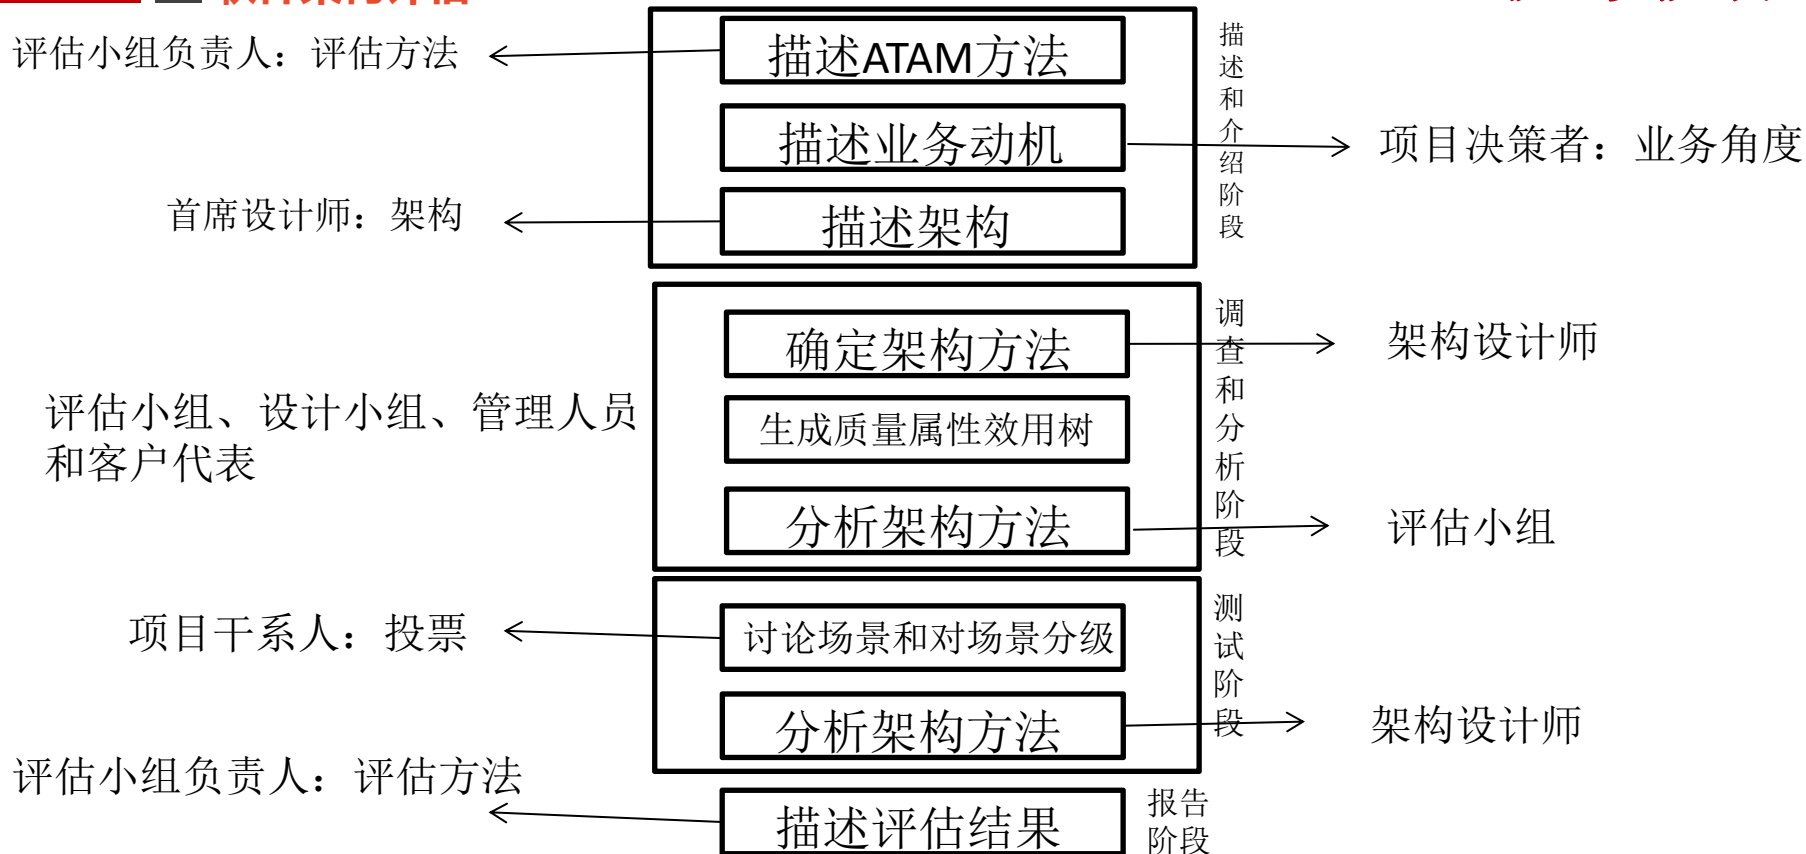 评估小组负责人：评估方法
描述ATAM方法
描述业务动机
项目决策者：业务角度
首席设计师：架构
描述架构
描述和介绍阶段
确定架构方法
架构设计师
评估小组、设计小组、管理人员
和客户代表
生成质量属性效用树
分析架构方法
评估小组
调查和分析阶段
项目干系人：投票
讨论场景和对场景分级
分析架构方法
架构设计师
测试阶段
评估小组负责人：评估方法
描述评估结果
报告
阶段